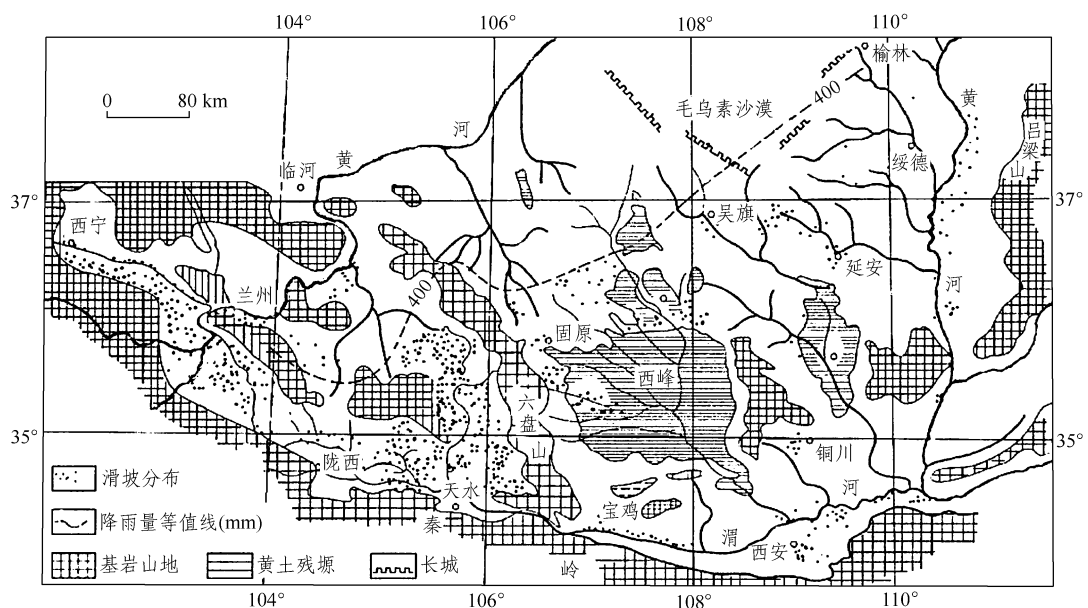 104°
106°
108°
110°
0
80 km
榆林
400
黄
毛乌素沙漠
河
吕
梁
山
黄
临河
绥德
37°
37°
西宁
吴旗
延安
兰州
400
河
固原
西峰
六
盘
山
35°
35°
陇西
铜川
滑坡分布
天水
河
降雨量等值线(mm)
秦
宝鸡
渭
西安
基岩山地
黄土残塬
长城
岭
104°
106°
108°
110°